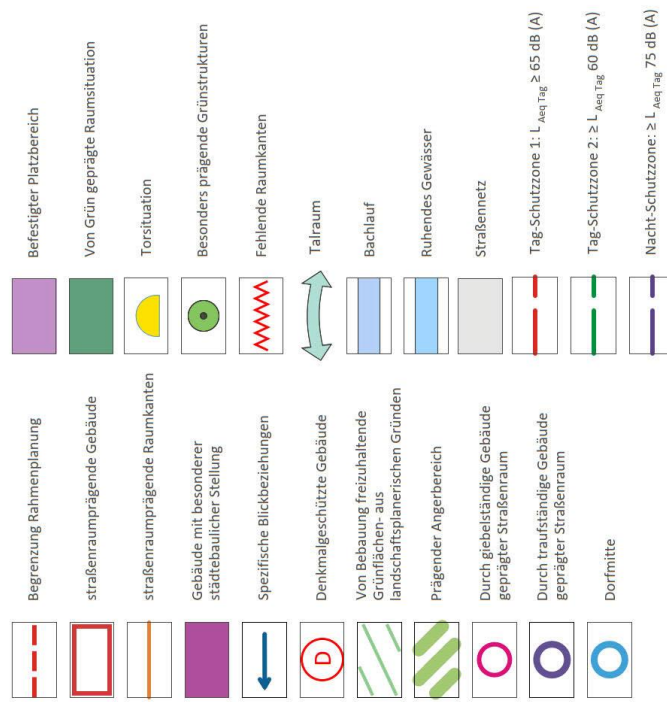 Begrenzung Rahmenplanung
straßenraumprägende Gebäude
straßenraumprägende Raumkanten
Gebäude mit besonderer
städtebaulicher Stellung
Spezifische Blickbeziehungen
D
Denkmalgeschützte Gebäude
Von Bebauung freizuhaltende
Grünflächen- aus
landschaftsplanerischen Gründen
Prägender Angerbereich
Durch giebelständige Gebäude
geprägter Straßenraum
Durch traufständige Gebäude
geprägter Straßenraum
Dorfmitte
Befestigter Platzbereich
Von Grün geprägte Raumsituation
Torsituation
Besonders prägende Grünstrukturen
Fehlende Raumkanten
Talraum
Bachlauf
Ruhendes Gewässer
Straßennetz
Tag-Schutzzone 1: L Aeq Tag ≥ 65 dB (A)
Tag-Schutzzone 2: ≥ L Aeq Tag 60 dB (A)
Nacht-Schutzzone: ≥ L Aeq Tag 75 dB (A)